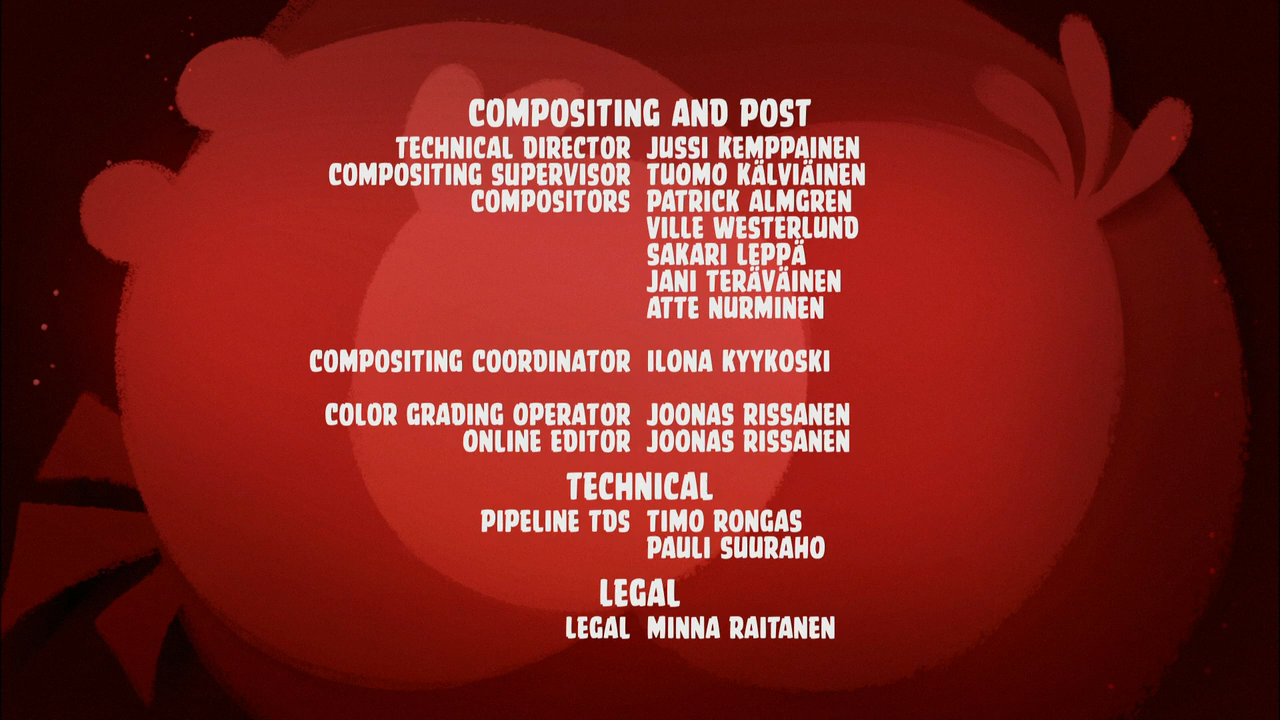 COMPOSITING AND POST
TECHNICAL DIRECTOR JUSSI KEMPPAINEN
COMPOSITING SUPERVISOR TUOMO KÄLVIÄINEN
COMPOSITORS PATRICK ALMGREN
VILLE WESTERLUND
SAKARI LEPPÄ
JANI TERÄVÄINEN
ATTE NURMINEN
COMPOSITING COORDINATOR ILONA KYYKOSKI
COLOR GRADING OPERATOR JOONAS RISSANEN
ONLINE EDITOR JOONAS RISSANEN
TECHNICAL
PIPELINE TDS TIMO RONGAS
PAULI SUURAHO
LEGAL
LEGAL MINNA RAITANEN